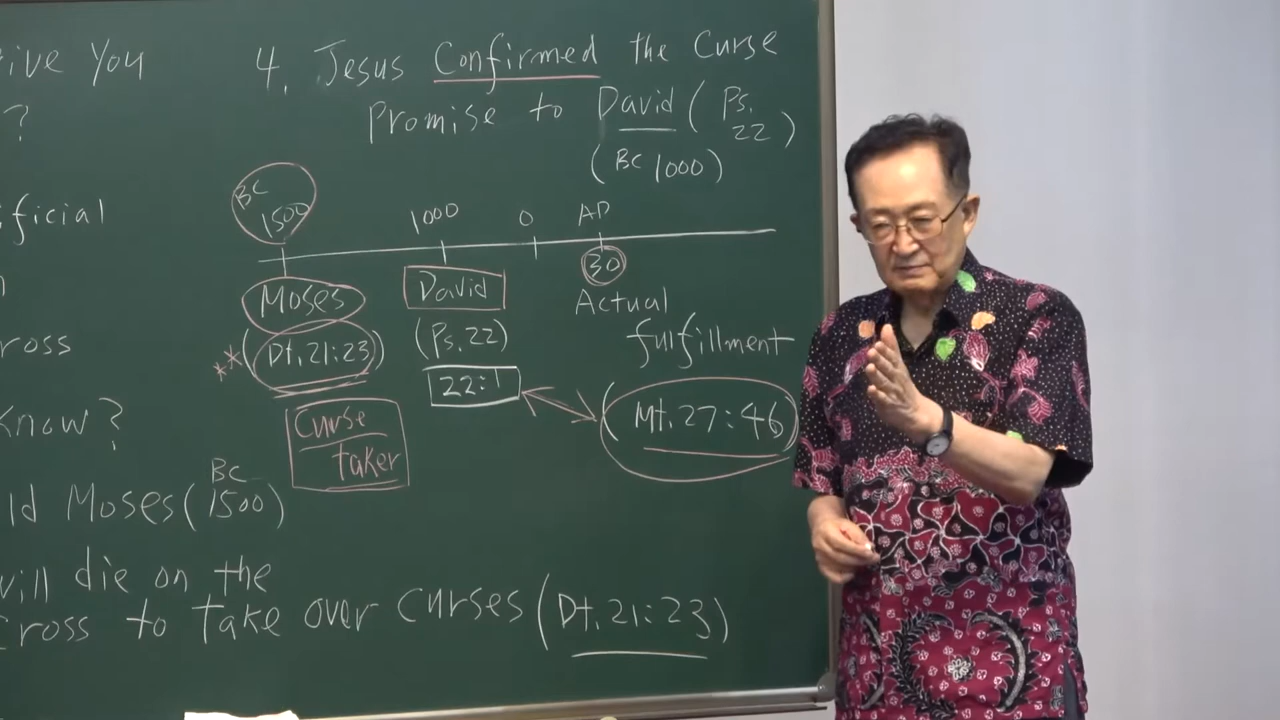 ive You
?
ificial
n
ross
Know?
BC
ld Moses (1500)
will die on the
Cross to take over curses (Dt. 21:23)
4. Jesus Confirmed the Curse
promise to David (Ps. 22)
(BC 1000)
BC 1500
1000
0
AD
30
Moses
(Dt. 21:23)
**
Curse
taker
David
(Ps. 22)
22:1
Actual
fulfillment
(Mt. 27:46)